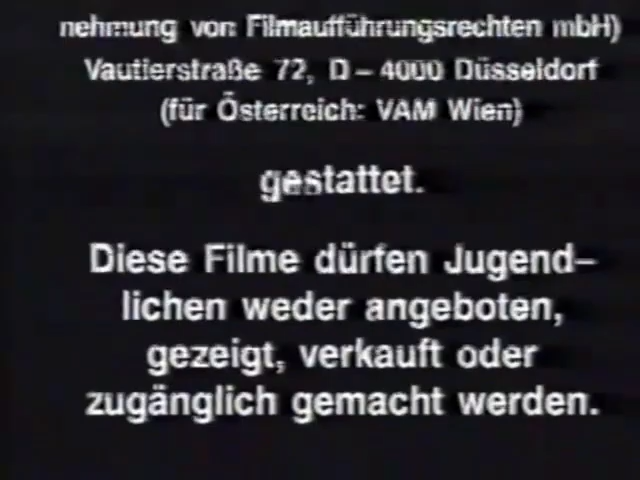 nehmung von Filmaufführungsrechten mbH)
Vautierstraße 72, D – 4000 Düsseldorf
(für Österreich: VAM Wien)
gestattet.
Diese Filme dürfen Jugend–
lichen weder angeboten,
gezeigt, verkauft oder
zugänglich gemacht werden.